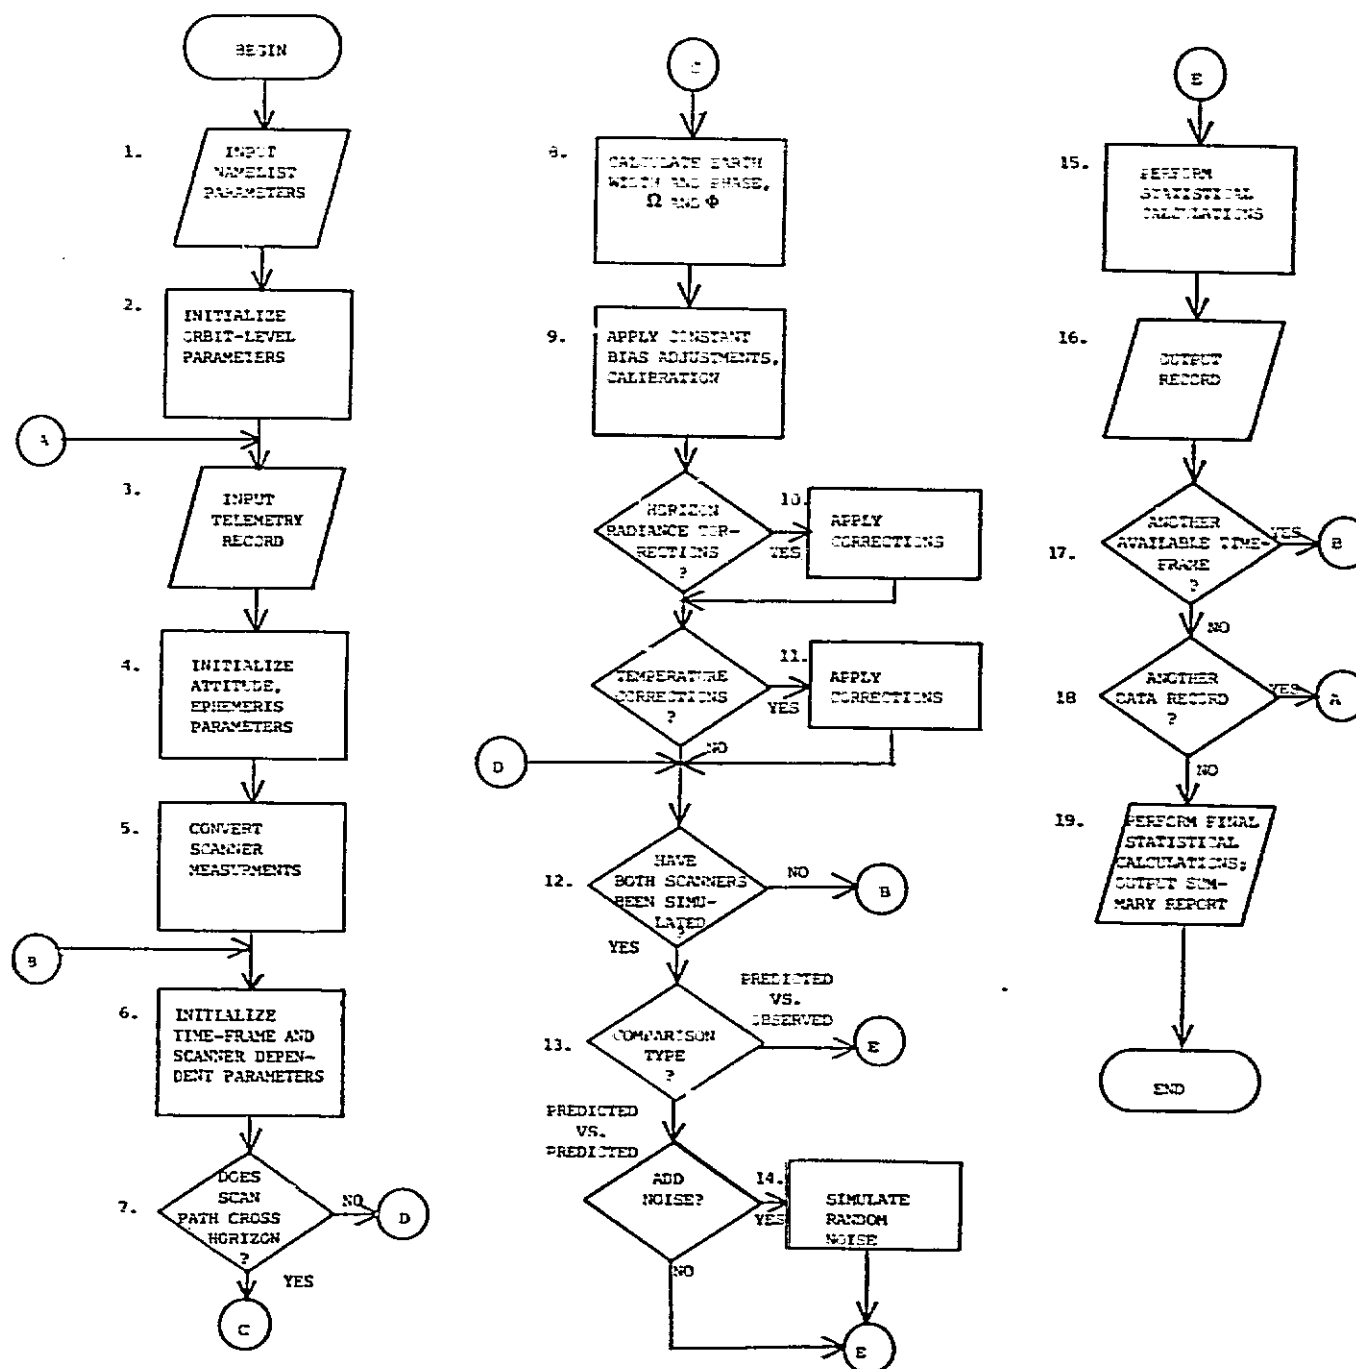 BEGIN
1.
INPUT
NAMELIST
PARAMETERS
2.
INITIALIZE
ORBIT-LEVEL
PARAMETERS
A
3.
INPUT
TELEMETRY
RECORD
4.
INITIALIZE
ATTITUDE,
EPHEMERIS
PARAMETERS
5.
CONVERT
SCANNER
MEASURMENTS
B
6.
INITIALIZE
TIME-FRAME AND
SCANNER DEPEN-
DENT PARAMETERS
7.
DOES
SCAN
PATH CROSS
HORIZON
?
NO
D
YES
C
C
8.
CALCULATE EARTH
WIDTH AND PHASE,
Ω AND Φ
9.
APPLY CONSTANT
BIAS ADJUSTMENTS,
CALIBRATION
HORIZON
RADIANCE COR-
RECTIONS
?
YES
10.
APPLY
CORRECTIONS
TEMPERATURE
CORRECTIONS
?
YES
11.
APPLY
CORRECTIONS
NO
D
12.
HAVE
BOTH SCANNERS
BEEN SIMU-
LATED
?
NO
B
YES
13.
COMPARISON
TYPE
?
PREDICTED
VS.
OBSERVED
E
PREDICTED
VS.
PREDICTED
ADD
NOISE?
YES
14.
SIMULATE
RANDOM
NOISE
NO
E
E
15.
PERFORM
STATISTICAL
CALCULATIONS
16.
OUTPUT
RECORD
17.
ANOTHER
AVAILABLE TIME-
FRAME
?
YES
B
NO
18
ANOTHER
DATA RECORD
?
YES
A
NO
19.
PERFORM FINAL
STATISTICAL
CALCULATIONS;
OUTPUT SUM-
MARY REPORT
END